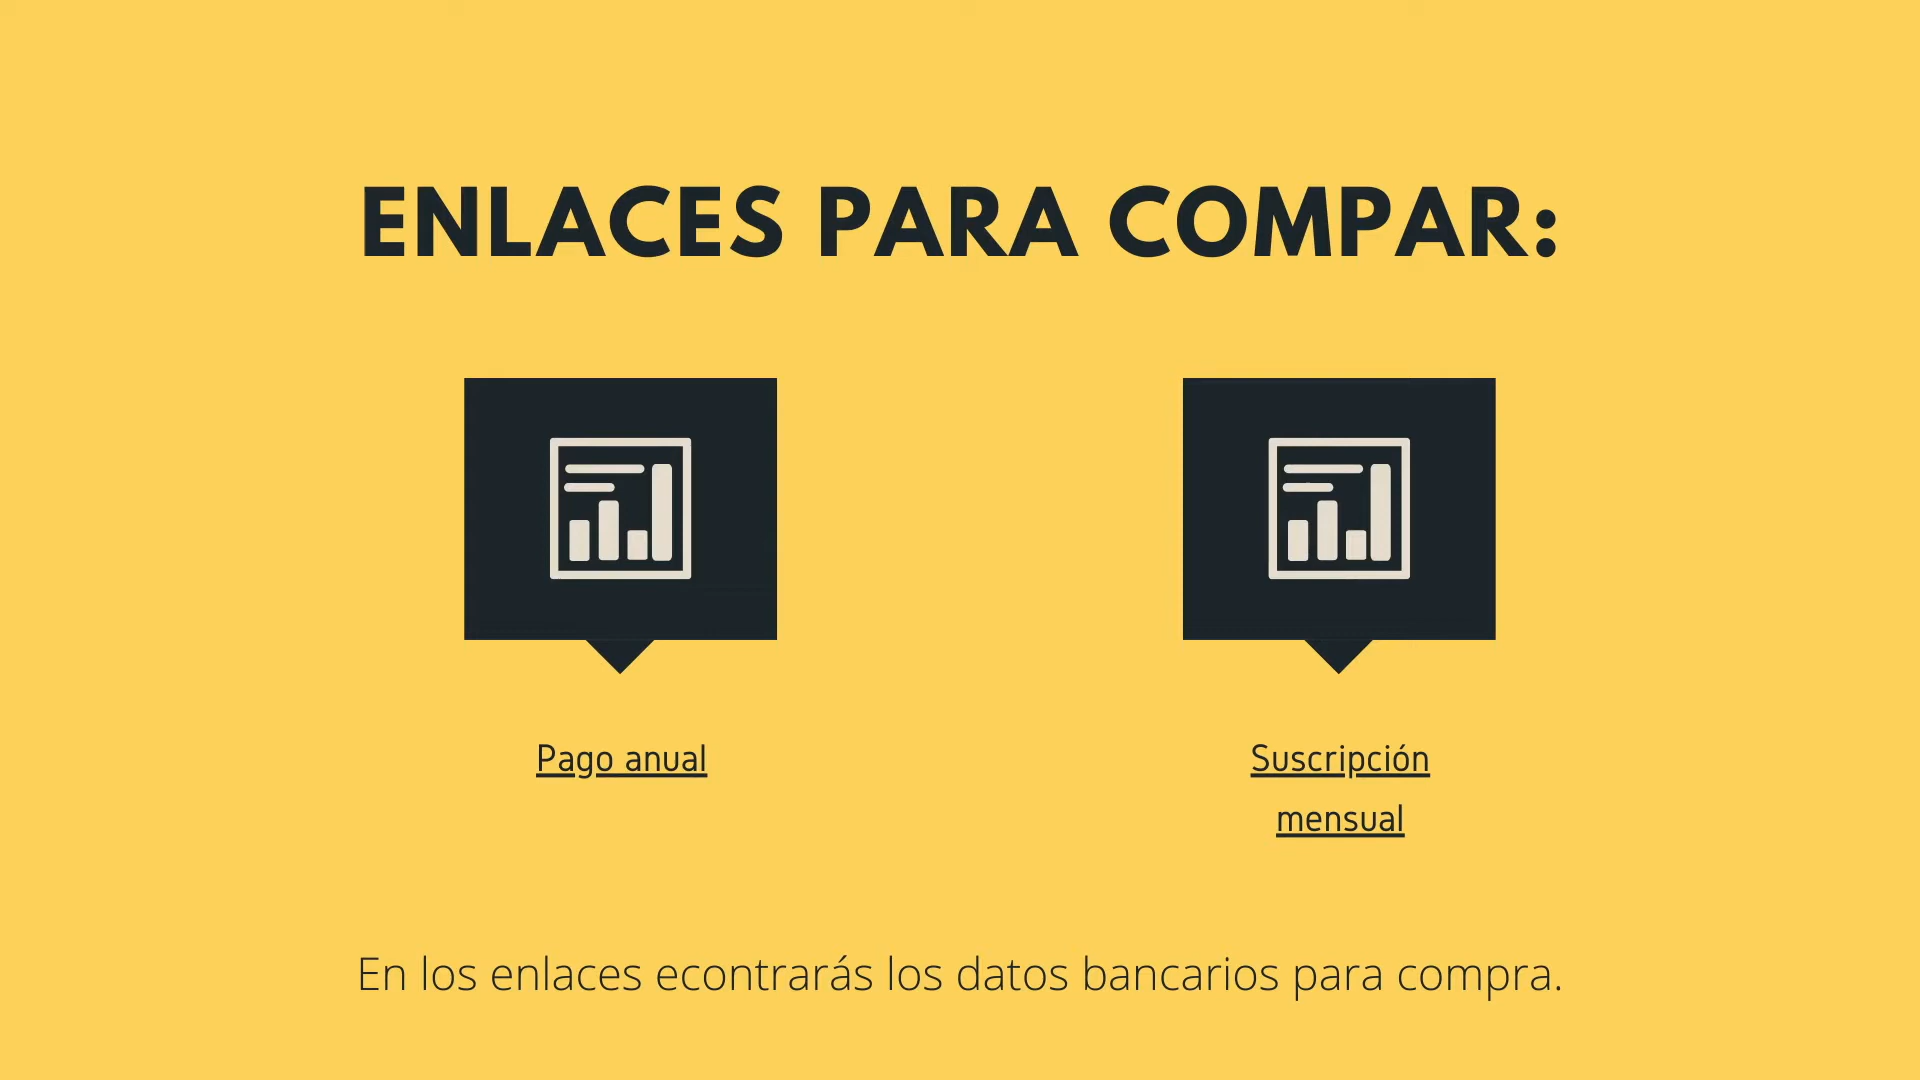 ENLACES PARA COMPAR:
Pago anual
Suscripción
mensual
En los enlaces econtrarás los datos bancarios para compra.